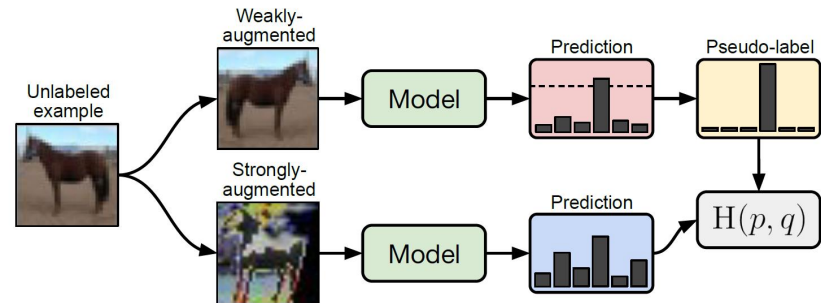 Weakly-
augmented
Unlabeled
example
Model
Prediction
Pseudo-label
Strongly-
augmented
Model
Prediction
H(p, q)